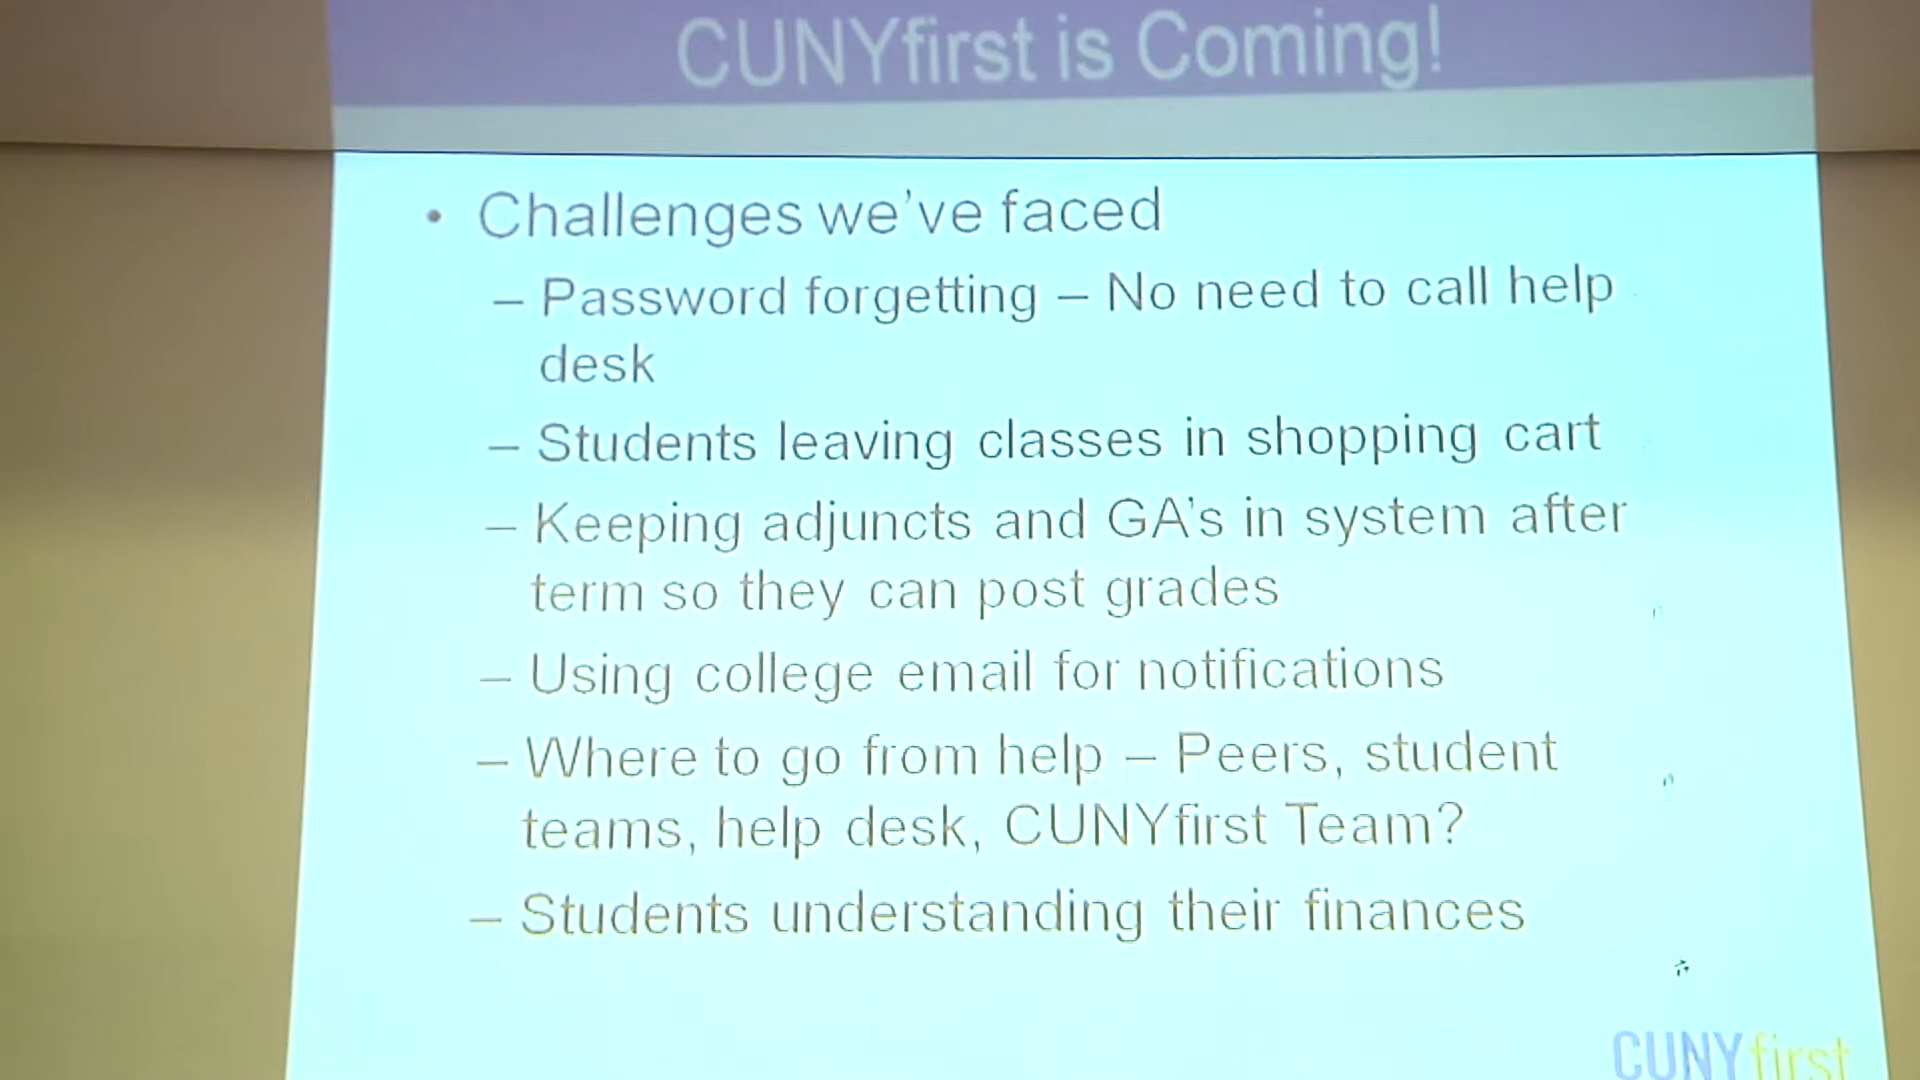 CUNYfirst is Coming!
• Challenges we've faced
– Password forgetting – No need to call help
desk
– Students leaving classes in shopping cart
– Keeping adjuncts and GA's in system after
term so they can post grades
– Using college email for notifications
– Where to go from help – Peers, student
teams, help desk, CUNYfirst Team?
– Students understanding their finances
CUNYfirst